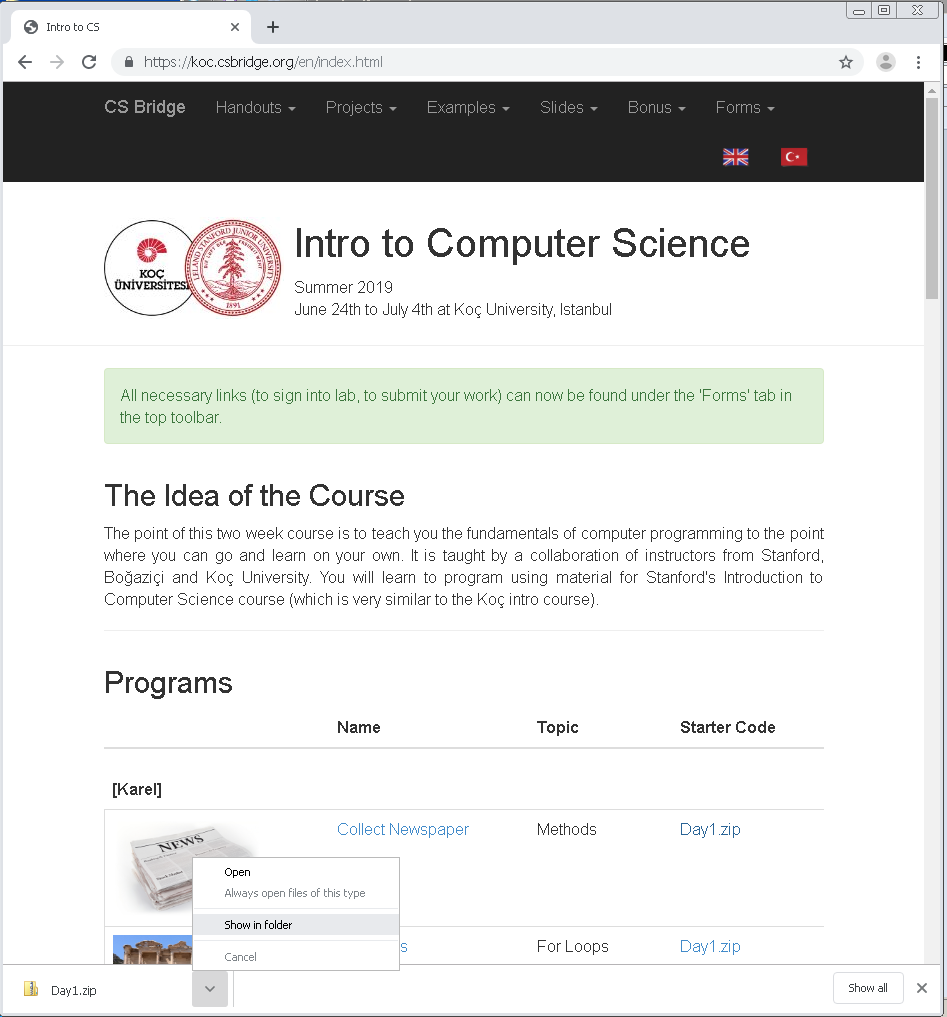 Intro to CS
https://koc.csbridge.org/en/index.html
CS Bridge Handouts Projects Examples Slides Bonus Forms
KOÇ
ÜNİVERSİTESİ
LELAND STANFORD JUNIOR UNIVERSITY
1891
Intro to Computer Science
Summer 2019
June 24th to July 4th at Koç University, Istanbul
All necessary links (to sign into lab, to submit your work) can now be found under the 'Forms' tab in
the top toolbar.
The Idea of the Course
The point of this two week course is to teach you the fundamentals of computer programming to the point
where you can go and learn on your own. It is taught by a collaboration of instructors from Stanford,
Boğaziçi and Koç University. You will learn to program using material for Stanford's Introduction to
Computer Science course (which is very similar to the Koç intro course).
Programs
Name Topic Starter Code
[Karel]
NEWS
Collect Newspaper Methods Day1.zip
Open
Always open files of this type
Show in folder
s For Loops Day1.zip
Cancel
Day1.zip
Show all